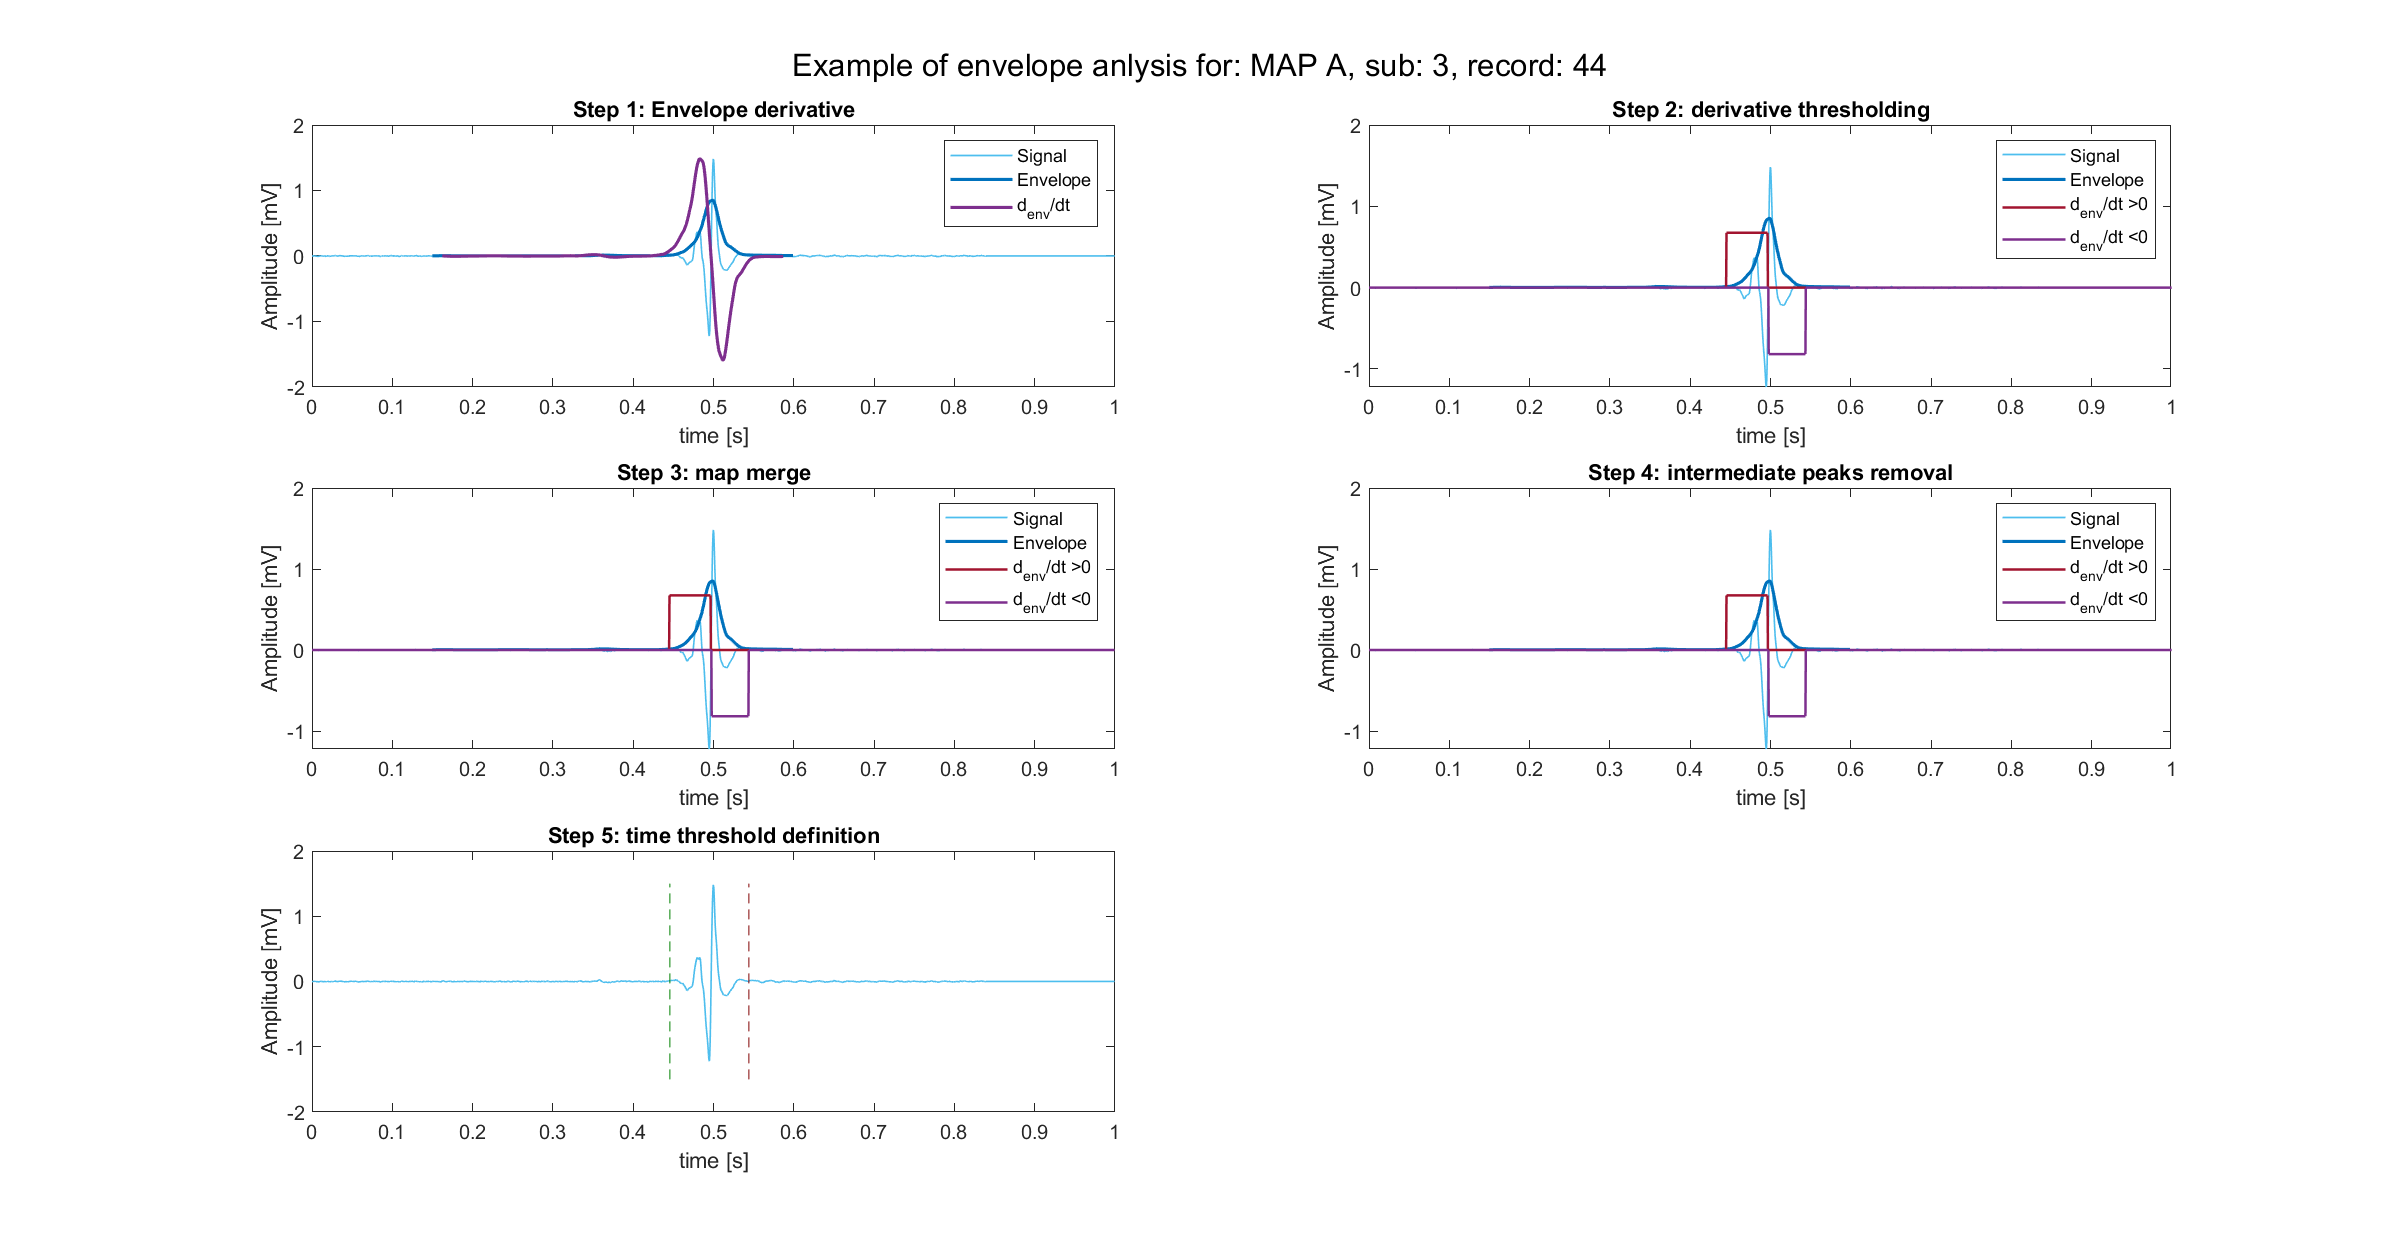 Example of envelope anlysis for: MAP A, sub: 3, record: 44
Step 1: Envelope derivative
2
1
0
-1
-2
Amplitude [mV]
0 0.1 0.2 0.3 0.4 0.5 0.6 0.7 0.8 0.9 1
time [s]
Signal
Envelope
d_env/dt
Step 2: derivative thresholding
2
1
0
-1
Amplitude [mV]
0 0.1 0.2 0.3 0.4 0.5 0.6 0.7 0.8 0.9 1
time [s]
Signal
Envelope
d_env/dt >0
d_env/dt <0
Step 3: map merge
2
1
0
-1
Amplitude [mV]
0 0.1 0.2 0.3 0.4 0.5 0.6 0.7 0.8 0.9 1
time [s]
Signal
Envelope
d_env/dt >0
d_env/dt <0
Step 4: intermediate peaks removal
2
1
0
-1
Amplitude [mV]
0 0.1 0.2 0.3 0.4 0.5 0.6 0.7 0.8 0.9 1
time [s]
Signal
Envelope
d_env/dt >0
d_env/dt <0
Step 5: time threshold definition
2
1
0
-1
-2
Amplitude [mV]
0 0.1 0.2 0.3 0.4 0.5 0.6 0.7 0.8 0.9 1
time [s]